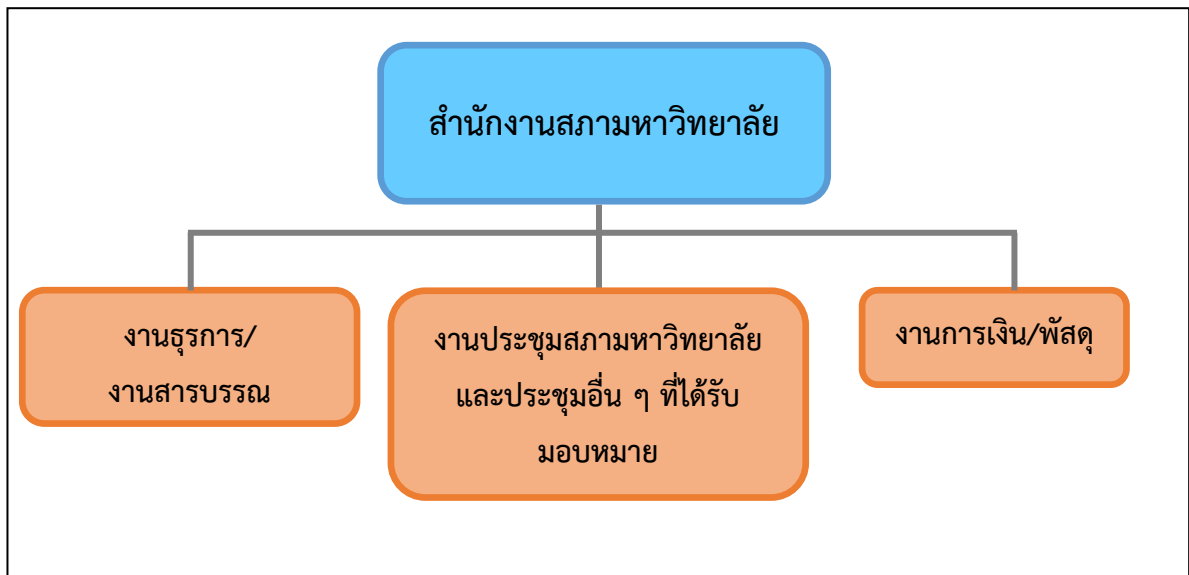 สำนักงานสภามหาวิทยาลัย
งานธุรการ/
งานสารบรรณ
งานประชุมสภามหาวิทยาลัย
และประชุมอื่น ๆ ที่ได้รับ
มอบหมาย
งานการเงิน/พัสดุ